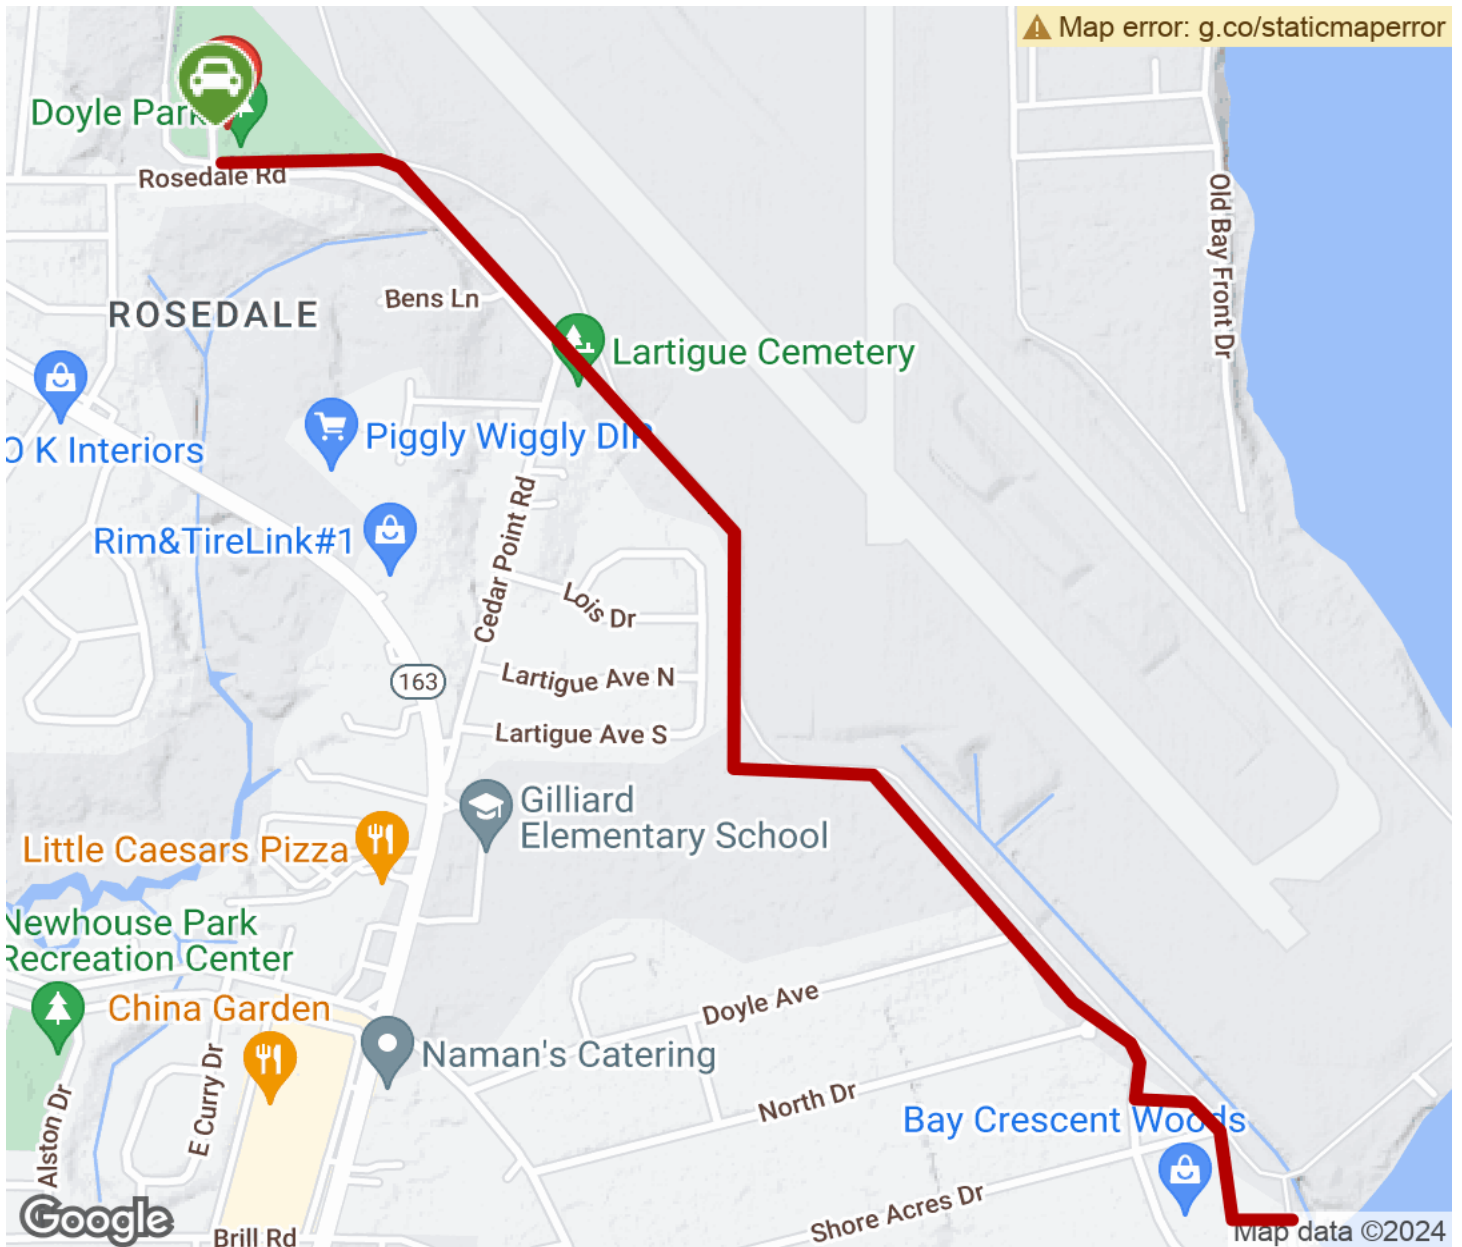 Map error: g.co/staticmaperror
Doyle Park
Rosedale Rd
Old Bay Front Dr
Bens Ln
ROSEDALE
Lartigue Cemetery
O K Interiors
Piggly Wiggly DIP
Rim&TireLink#1
Cedar Point Rd
Lois Dr
163
Lartigue Ave N
Lartigue Ave S
Gilliard
Elementary School
Little Caesars Pizza
Newhouse Park
Recreation Center
China Garden
Doyle Ave
Naman's Catering
E Curry Dr
Alston Dr
North Dr
Bay Crescent Woods
Shore Acres Dr
Google
Brill Rd
Map data ©2024